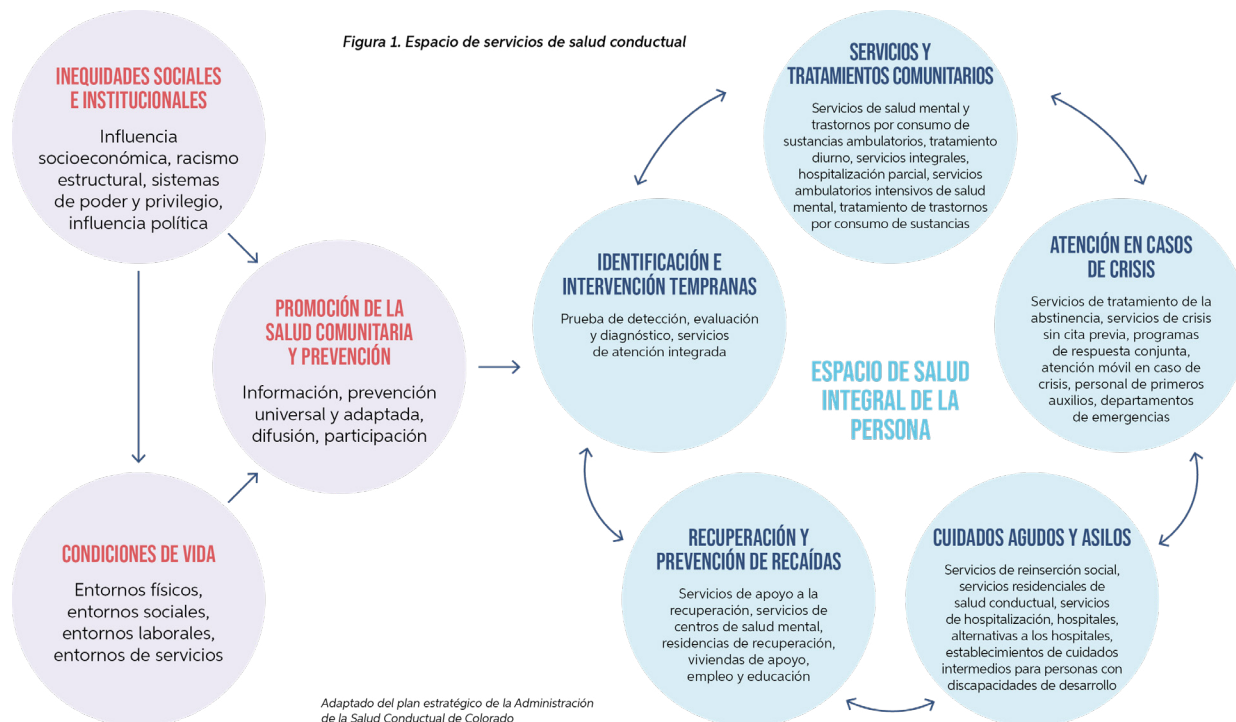 Figura 1. Espacio de servicios de salud conductual
INEQUIDADES SOCIALES
E INSTITUCIONALES
Influencia
socioeconómica, racismo
estructural, sistemas
de poder y privilegio,
influencia política
PROMOCIÓN DE LA
SALUD COMUNITARIA
Y PREVENCIÓN
Información, prevención
universal y adaptada,
difusión, participación
CONDICIONES DE VIDA
Entornos físicos,
entornos sociales,
entornos laborales,
entornos de servicios
SERVICIOS Y
TRATAMIENTOS COMUNITARIOS
Servicios de salud mental y
trastornos por consumo de
sustancias ambulatorios, tratamiento
diurno, servicios integrales,
hospitalización parcial, servicios
ambulatorios intensivos de salud
mental, tratamiento de trastornos
por consumo de sustancias
IDENTIFICACIÓN E
INTERVENCIÓN TEMPRANAS
Prueba de detección, evaluación
y diagnóstico, servicios
de atención integrada
ATENCIÓN EN CASOS
DE CRISIS
Servicios de tratamiento de la
abstinencia, servicios de crisis
sin cita previa, programas
de respuesta conjunta,
atención móvil en caso de
crisis, personal de primeros
auxilios, departamentos
de emergencias
ESPACIO DE SALUD
INTEGRAL DE LA
PERSONA
RECUPERACIÓN Y
PREVENCIÓN DE RECAÍDAS
Servicios de apoyo a la
recuperación, servicios de
centros de salud mental,
residencias de recuperación,
viviendas de apoyo,
empleo y educación
CUIDADOS AGUDOS Y ASILOS
Servicios de reinserción social,
servicios residenciales de
salud conductual, servicios
de hospitalización, hospitales,
alternativas a los hospitales,
establecimientos de cuidados
intermedios para personas con
discapacidades de desarrollo
Adaptado del plan estratégico de la Administración
de la Salud Conductual de Colorado